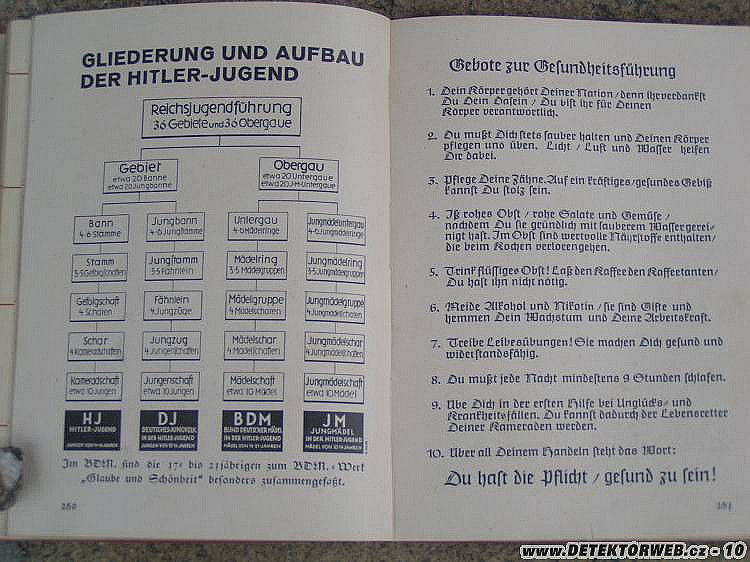 GLIEDERUNG UND AUFBAU
DER HITLER-JUGEND
Reichsjugendführung
36 Gebiete und 36 Obergaue
Gebiet
etwa 20 Banne
etwa 20 Jungbanne
Obergau
etwa 20 Untergaue
etwa 20 J-M-Untergaue
Bann
4-6 Stämme
Jungbann
4-6 Jungstämme
Untergau
4-6 Mädelringe
Jungmädeluntergau
4-6 Jungmädelringe
Stamm
3-5 Gefolgschaften
Jungstamm
3-5 Fähnlein
Mädelring
3-5 Mädelgruppen
Jungmädelring
3-5 Jungmädelgruppen
Gefolgschaft
4 Scharen
Fähnlein
4 Jungzüge
Mädelgruppe
4 Mädelscharen
Jungmädelgruppe
4 Jungmädelscharen
Schar
4 Kameradschaften
Jungzug
4 Jungenschaften
Mädelschar
4 Mädelschaften
Jungmädelschar
4 Jungmädelschaften
Kameradschaft
etwa 10 Jungen
Jungenschaft
etwa 10 Jungen
Mädelschaft
etwa 10 Mädel
Jungmädelschaft
etwa 10 Mädel
HJ
HITLER-JUGEND
DJ
DEUTSCHES JUNGVOLK
IN DER HITLER-JUGEND
BDM
BUND DEUTSCHER MÄDEL
IN DER HITLER-JUGEND
JM
JUNGMÄDEL
IN DER HITLER-JUGEND
Im BDM. sind die 17- bis 21jährigen zum BDM.-Werk
„Glaube und Schönheit“ besonders zusammengefaßt.
280
Gebote zur Gesundheitsführung
1. Dein Körper gehört Deiner Nation / denn ihr verdankst
Du Dein Dasein / Du bist ihr für Deinen
Körper verantwortlich.
2. Du mußt Dich stets sauber halten und Deinen Körper
pflegen und üben. Licht / Luft und Wasser helfen
Dir dabei.
3. Pflege Deine Zähne. Auf ein kräftiges / gesundes Gebiß
kannst Du stolz sein.
4. Iß rohes Obst / rohe Salate und Gemüse /
nachdem Du sie gründlich mit sauberem Wasser gerei-
nigt hast. Im Obst sind wertvolle Nährstoffe enthalten /
die beim Kochen verlorengehen.
5. Trink flüssiges Obst! Laß den Kaffee den Kaffeetanten /
Du hast ihn nicht nötig.
6. Meide Alkohol und Nikotin / sie sind Gifte und
hemmen Dein Wachstum und Deine Arbeitskraft.
7. Treibe Leibesübungen! Sie machen Dich gesund und
widerstandsfähig.
8. Du mußt jede Nacht mindestens 9 Stunden schlafen.
9. Übe Dich in der ersten Hilfe bei Unglücks- und
Krankheitsfällen. Du kannst dadurch der Lebensretter
Deiner Kameraden werden.
10. Über all Deinem Handeln steht das Wort:
Du hast die Pflicht / gesund zu sein!
281
www.DETEKTORWEB.cz - 10